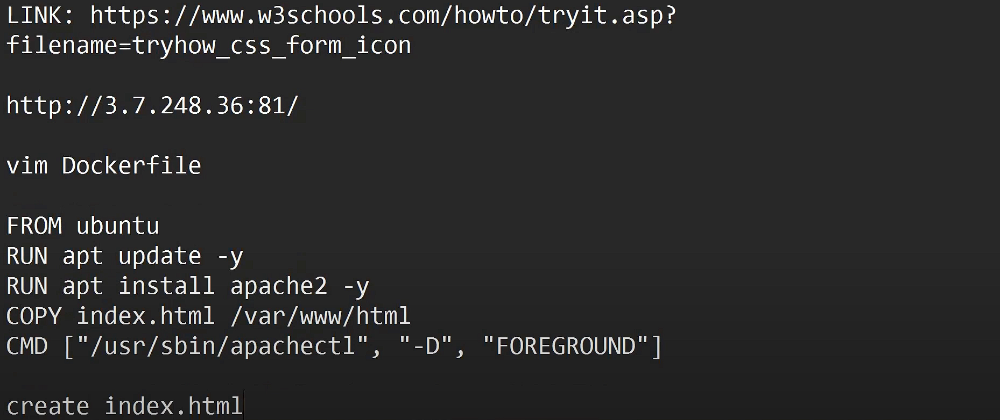 LINK: https://www.w3schools.com/howto/tryit.asp?
filename=tryhow_css_form_icon
http://3.7.248.36:81/
vim Dockerfile
FROM ubuntu
RUN apt update -y
RUN apt install apache2 -y
COPY index.html /var/www/html
CMD ["/usr/sbin/apachectl", "-D", "FOREGROUND"]
create index.html